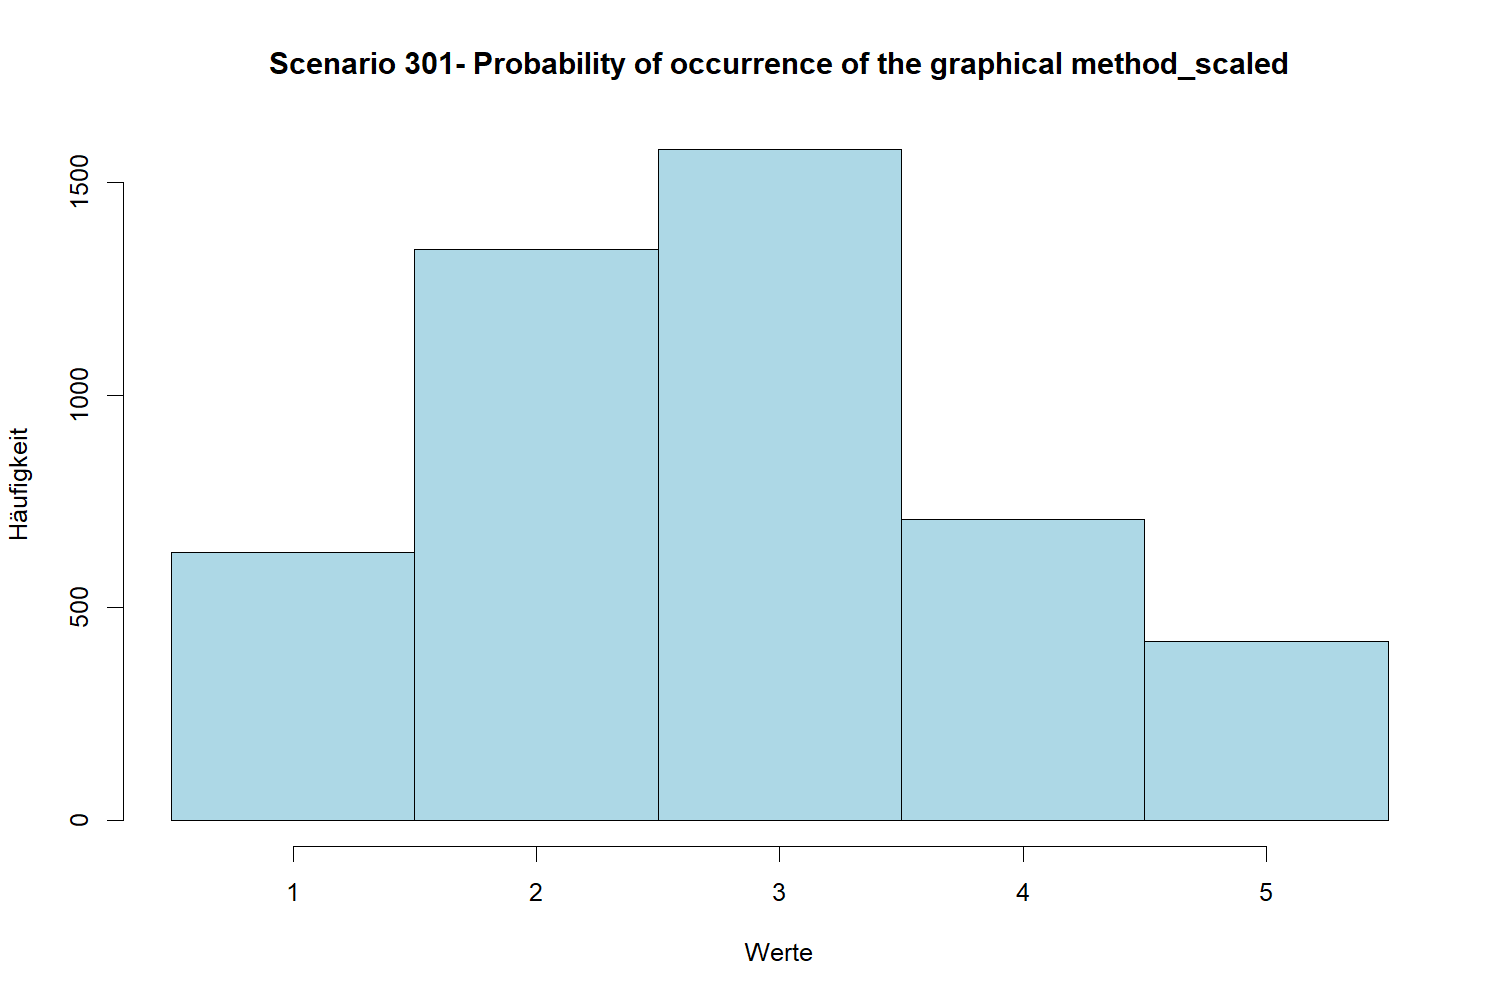 Scenario 301- Probability of occurrence of the graphical method_scaled
Häufigkeit
1500
1000
500
0
1 2 3 4 5
Werte